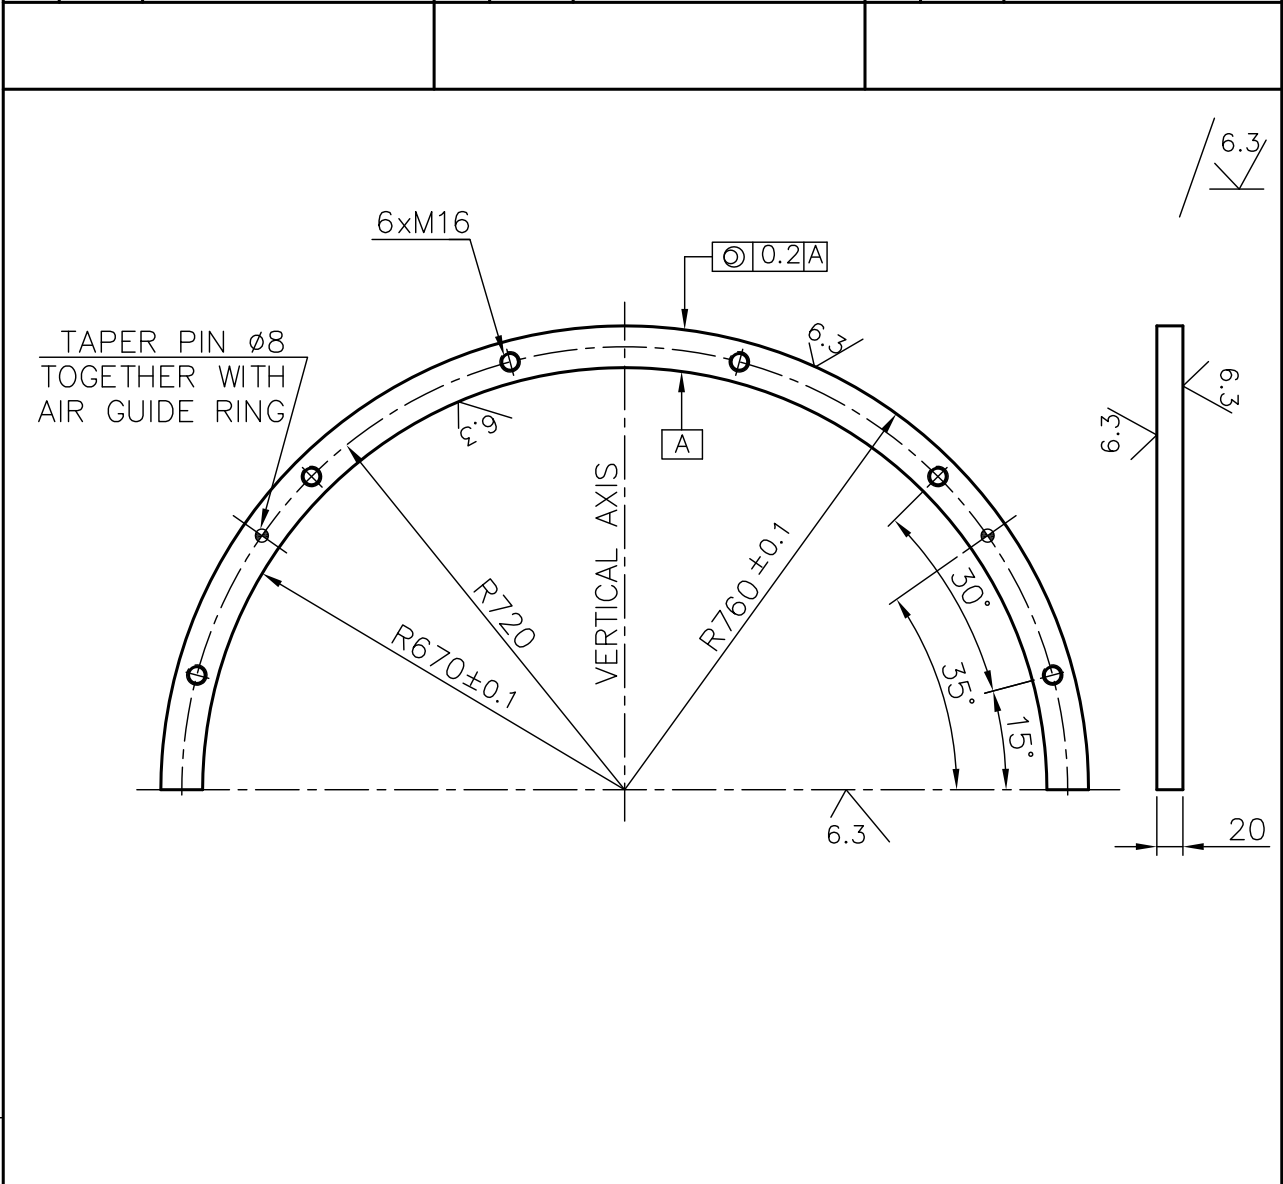 6.3
6xM16
0.2 A
TAPER PIN ⌀8
TOGETHER WITH
AIR GUIDE RING
6.3
6.3
A
6.3
6.3
VERTICAL AXIS
R720
R760±0.1
R670±0.1
30°
35°
15°
6.3
20